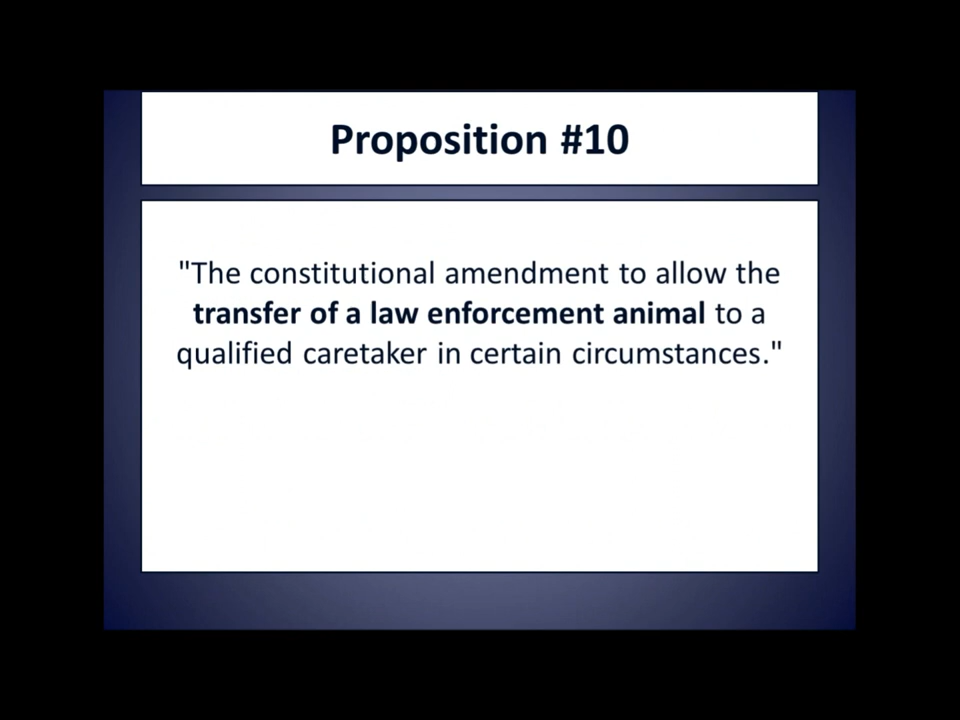 Proposition #10
"The constitutional amendment to allow the
transfer of a law enforcement animal to a
qualified caretaker in certain circumstances."